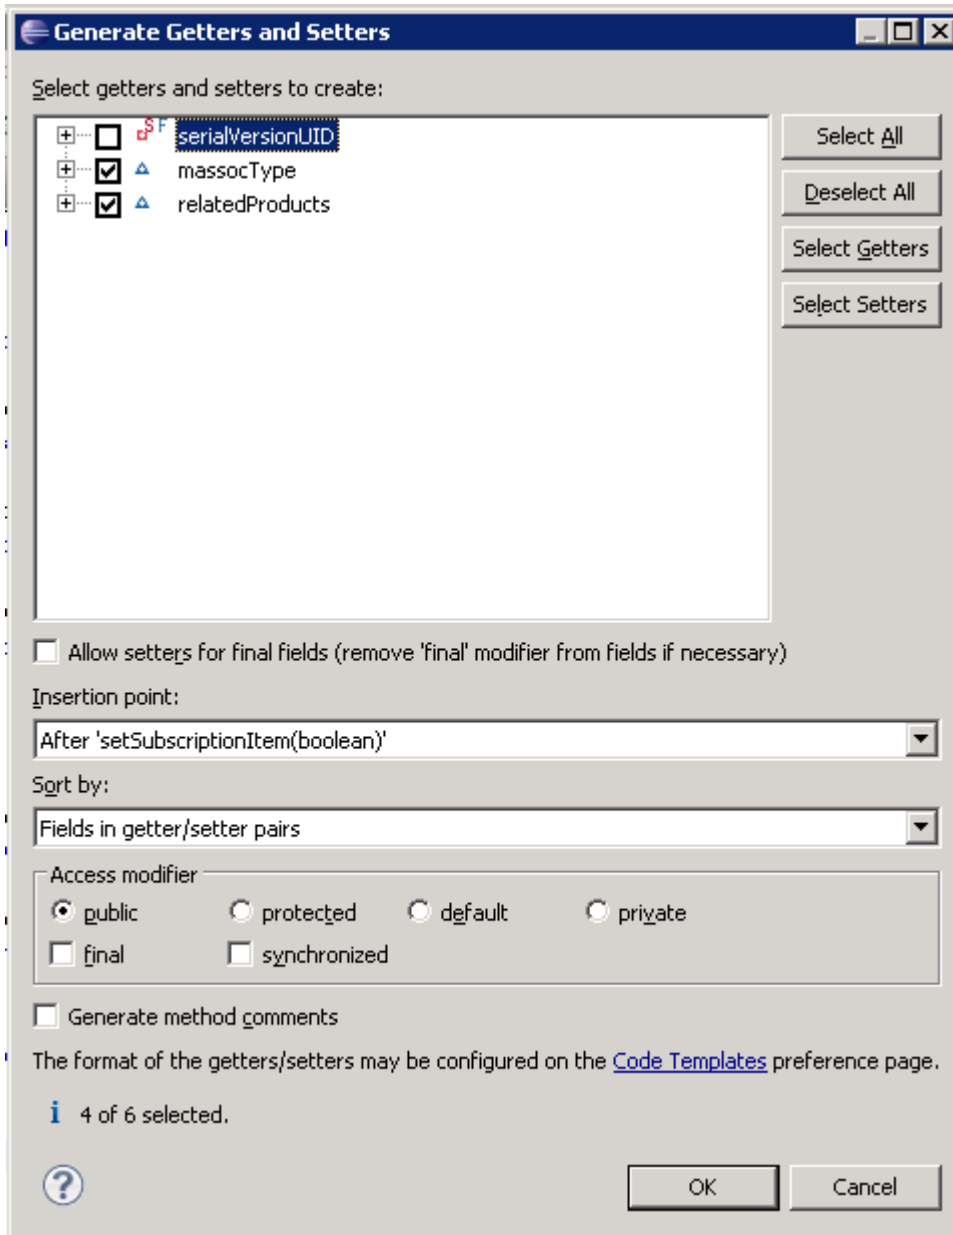 Generate Getters and Setters
Select getters and setters to create:
S F serialVersionUID
massocType
relatedProducts
Select All
Deselect All
Select Getters
Select Setters
Allow setters for final fields (remove 'final' modifier from fields if necessary)
Insertion point:
After 'setSubscriptionItem(boolean)'
Sort by:
Fields in getter/setter pairs
Access modifier
public protected default private
final synchronized
Generate method comments
The format of the getters/setters may be configured on the Code Templates preference page.
i 4 of 6 selected.
? OK Cancel